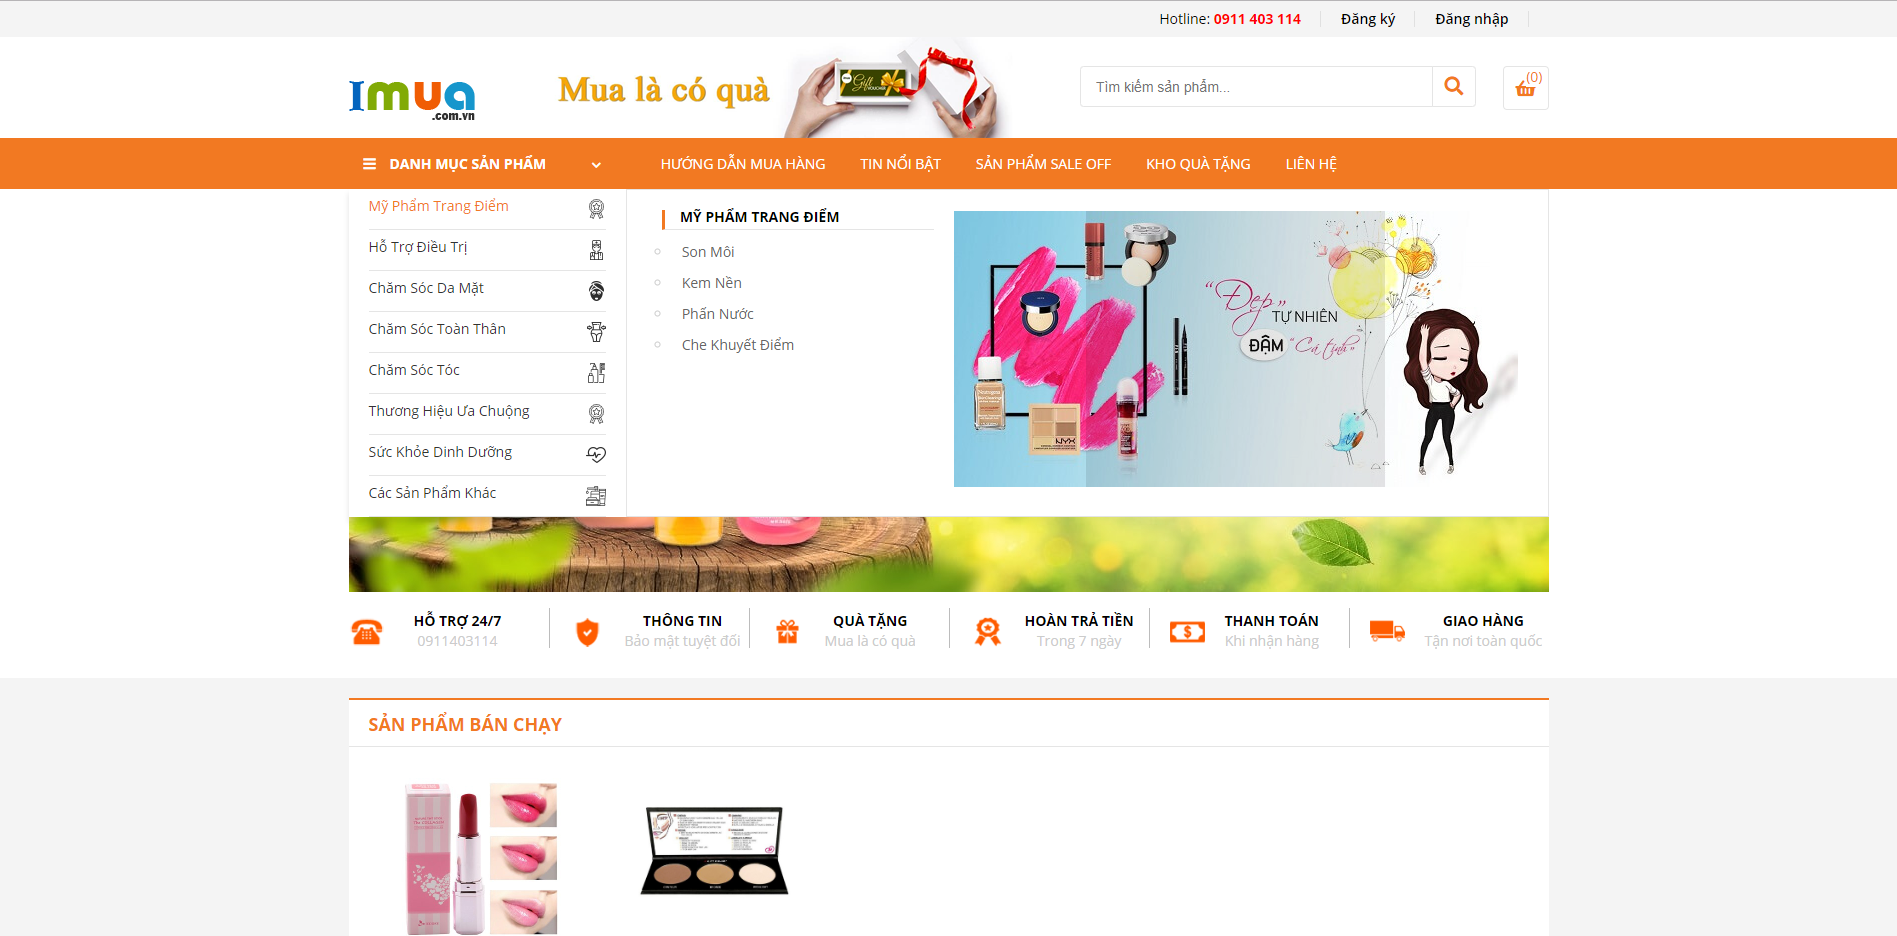 Hotline: 0911 403 114
Đăng ký
Đăng nhập
Imua
.com.vn
Mua là có quà
Gift
VOUCHER
Tìm kiếm sản phẩm...
(0)
DANH MỤC SẢN PHẨM
HƯỚNG DẪN MUA HÀNG
TIN NỔI BẬT
SẢN PHẨM SALE OFF
KHO QUÀ TẶNG
LIÊN HỆ
Mỹ Phẩm Trang Điểm
Hỗ Trợ Điều Trị
Chăm Sóc Da Mặt
Chăm Sóc Toàn Thân
Chăm Sóc Tóc
Thương Hiệu Ưa Chuộng
Sức Khỏe Dinh Dưỡng
Các Sản Phẩm Khác
MỸ PHẨM TRANG ĐIỂM
Son Môi
Kem Nền
Phấn Nước
Che Khuyết Điểm
“Đẹp”
TỰ NHIÊN
ĐẬM “Cá tính”
NYX
HỖ TRỢ 24/7
0911403114
THÔNG TIN
Bảo mật tuyệt đối
QUÀ TẶNG
Mua là có quà
HOÀN TRẢ TIỀN
Trong 7 ngày
THANH TOÁN
Khi nhận hàng
GIAO HÀNG
Tận nơi toàn quốc
SẢN PHẨM BÁN CHẠY